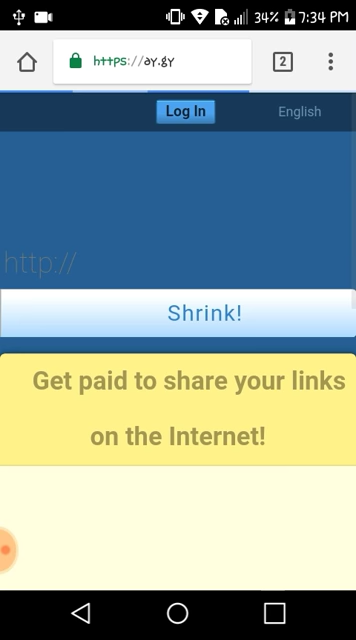 34% 7:34 PM
https://ay.gy
2
Log In
English
http://
Shrink!
Get paid to share your links
on the Internet!